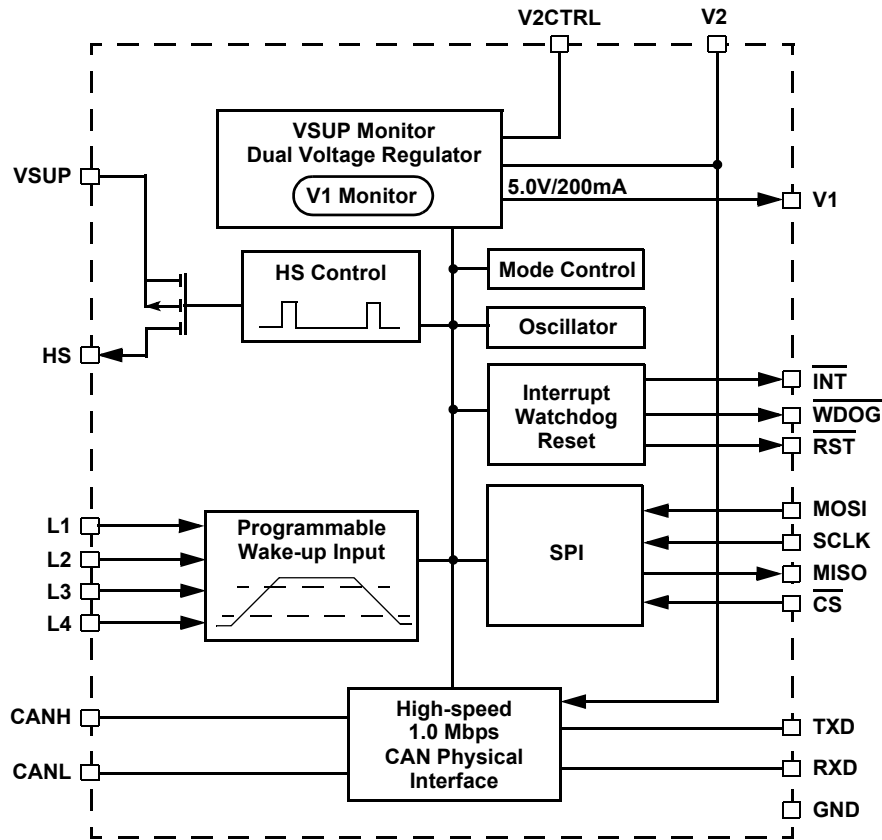 V2CTRL
V2
VSUP Monitor
Dual Voltage Regulator
V1 Monitor
VSUP
5.0V/200mA
V1
HS Control
Mode Control
Oscillator
HS
Interrupt
Watchdog
Reset
INT
WDOG
RST
L1
L2
L3
L4
Programmable
Wake-up Input
SPI
MOSI
SCLK
MISO
CS
CANH
CANL
High-speed
1.0 Mbps
CAN Physical
Interface
TXD
RXD
GND